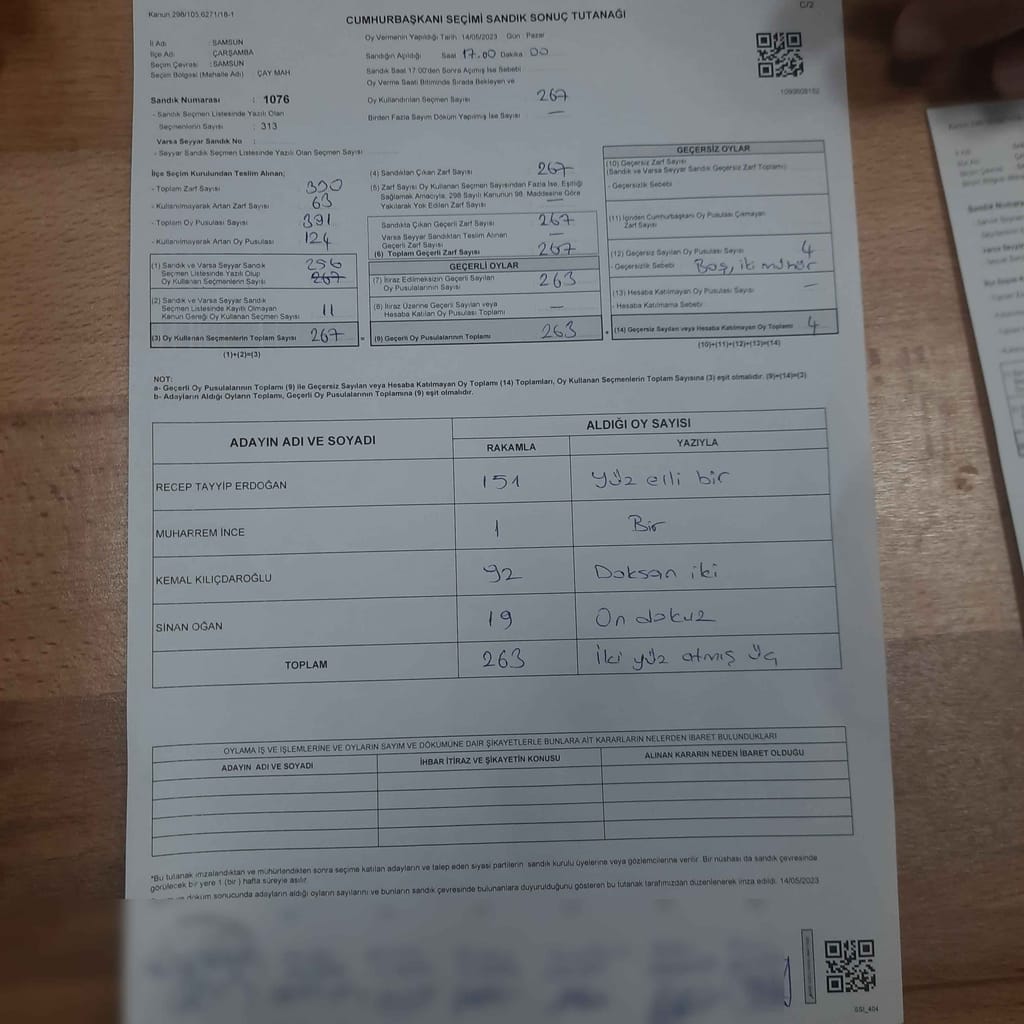 Kanun 298/105,6271/18-1
C/2
CUMHURBAŞKANI SEÇİMİ SANDIK SONUÇ TUTANAĞI
İl Adı : SAMSUN
İlçe Adı : ÇARŞAMBA
Seçim Çevresi : SAMSUN
Seçim Bölgesi (Mahalle Adı) ÇAY MAH
Sandık Numarası : 1076
- Sandık Seçmen Listesinde Yazılı Olan
Seçmenlerin Sayısı : 313
Varsa Seyyar Sandık No :
- Seyyar Sandık Seçmen Listesinde Yazılı Olan Seçmen Sayısı
Oy Vermenin Yapıldığı Tarih: 14/05/2023 Gün : Pazar
Sandığın Açıldığı Saat 17.00 Dakika 00
Sandık Saat 17:00'den Sonra Açılmış İse Sebebi
Oy Verme Saati Bitiminde Sırada Bekleyen ve
Oy Kullandırılan Seçmen Sayısı 267
Birden Fazla Sayım Döküm Yapılmış İse Sayısı —
İlçe Seçim Kurulundan Teslim Alınan;
- Toplam Zarf Sayısı 330
- Kullanılmayarak Artan Zarf Sayısı 63
- Toplam Oy Pusulası Sayısı 391
- Kullanılmayarak Artan Oy Pusulası 124
(1) Sandık ve Varsa Seyyar Sandık 256
Seçmen Listesinde Yazılı Olup
Oy Kullanan Seçmenlerin Sayısı 267
(2) Sandık ve Varsa Seyyar Sandık
Seçmen Listesinde Kayıtlı Olmayan
Kanun Gereği Oy Kullanan Seçmen Sayısı 11
(3) Oy Kullanan Seçmenlerin Toplam Sayısı 267
(1)+(2)=(3)
(4) Sandıktan Çıkan Zarf Sayısı 267
(5) Zarf Sayısı Oy Kullanan Seçmen Sayısından Fazla İse, Eşitliği
Sağlamak Amacıyla, 298 Sayılı Kanunun 98. Maddesine Göre
Yakılarak Yok Edilen Zarf Sayısı —
Sandıkta Çıkan Geçerli Zarf Sayısı 267
Varsa Seyyar Sandıktan Teslim Alınan
Geçerli Zarf Sayısı —
(6) Toplam Geçerli Zarf Sayısı 267
GEÇERLİ OYLAR
(7) İtiraz Edilmeksizin Geçerli Sayılan
Oy Pusulalarının Sayısı 263
(8) İtiraz Üzerine Geçerli Sayılan veya
Hesaba Katılan Oy Pusulası Toplamı —
(9) Geçerli Oy Pusulalarının Toplamı 263
GEÇERSİZ OYLAR
(10) Geçersiz Zarf Sayısı
(Sandık ve Varsa Seyyar Sandık Geçersiz Zarf Toplamı)
- Geçersizlik Sebebi
(11) İçinden Cumhurbaşkanı Oy Pusulası Çıkmayan
Zarf Sayısı
(12) Geçersiz Sayılan Oy Pusulası Sayısı 4
- Geçersizlik Sebebi Boş, iki mühür
(13) Hesaba Katılmayan Oy Pusulası Sayısı —
- Hesaba Katılmama Sebebi
(14) Geçersiz Sayılan veya Hesaba Katılmayan Oy Toplamı 4
(10)+(11)+(12)+(13)=(14)
NOT:
a- Geçerli Oy Pusulalarının Toplamı (9) ile Geçersiz Sayılan veya Hesaba Katılmayan Oy Toplamı (14) Toplamları, Oy Kullanan Seçmenlerin Toplam Sayısına (3) eşit olmalıdır. (9)+(14)=(3)
b- Adayların Aldığı Oyların Toplamı, Geçerli Oy Pusulalarının Toplamına (9) eşit olmalıdır.
ADAYIN ADI VE SOYADI
ALDIĞI OY SAYISI
RAKAMLA YAZIYLA
RECEP TAYYİP ERDOĞAN 151 Yüz elli bir
MUHARREM İNCE 1 Bir
KEMAL KILIÇDAROĞLU 92 Doksan iki
SİNAN OĞAN 19 On dokuz
TOPLAM 263 İki yüz atmış üç
OYLAMA İŞ VE İŞLEMLERİNE VE OYLARIN SAYIM VE DÖKÜMÜNE DAİR ŞİKAYETLERLE BUNLARA AİT KARARLARIN NELERDEN İBARET BULUNDUKLARI
ADAYIN ADI VE SOYADI İHBAR İTİRAZ VE ŞİKAYETİN KONUSU ALINAN KARARIN NEDEN İBARET OLDUĞU
*Bu tutanak imzalandıktan ve mühürlendikten sonra seçime katılan adayların ve talep eden siyasi partilerin sandık kurulu üyelerine veya gözlemcilerine verilir. Bir nüshası da sandık çevresinde
görülecek bir yere 1 (bir) hafta süreyle asılır.
ve döküm sonucunda adayların aldığı oyların sayılarını ve bunların sandık çevresinde bulunanlara duyurulduğunu gösteren bu tutanak tarafımızdan düzenlenerek imza edildi. 14/05/2023